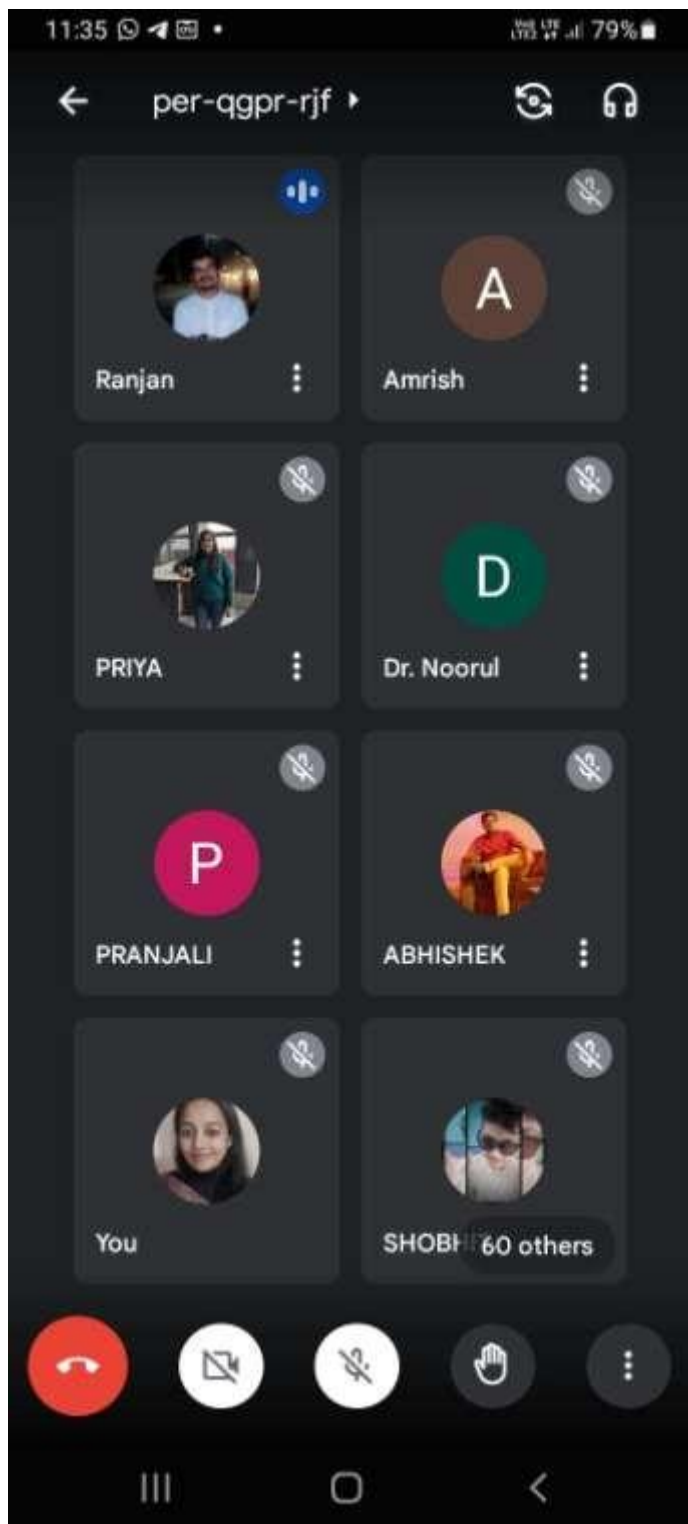 11:35 79%
per-qgpr-rjf
A
Ranjan Amrish
D
PRIYA Dr. Noorul
P
PRANJALI ABHISHEK
You 60 others